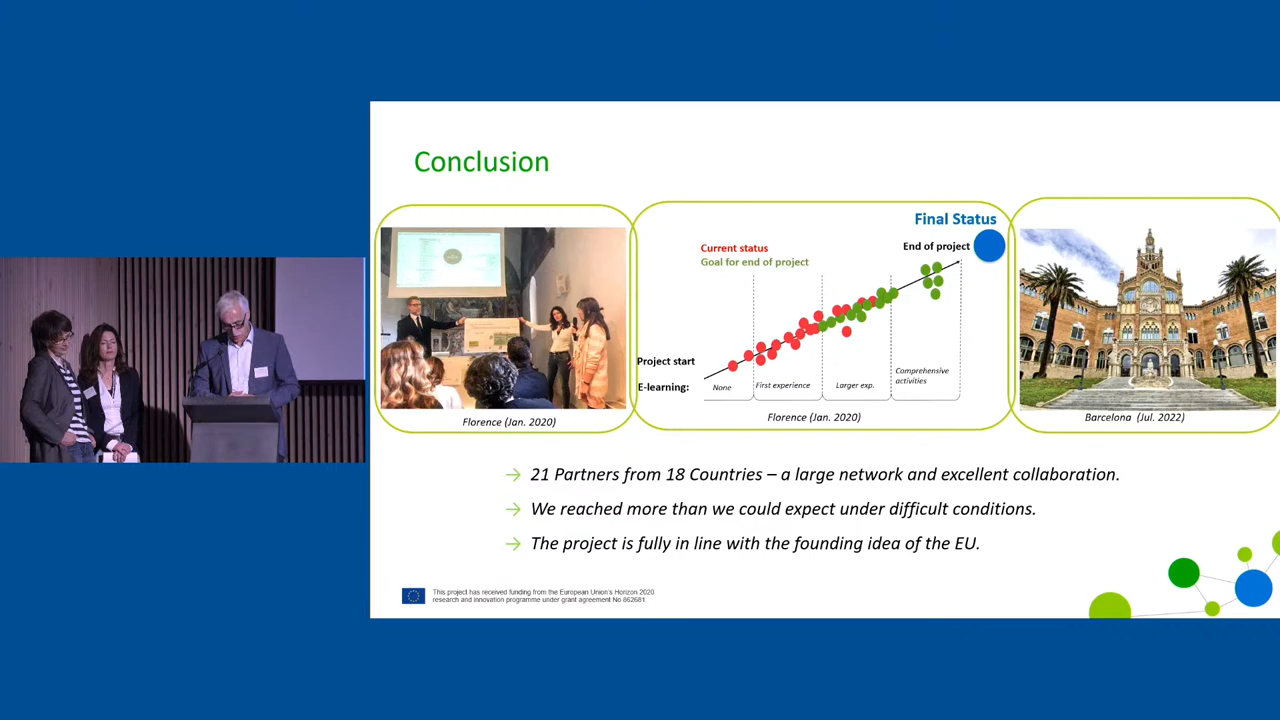 Conclusion
Final Status
Current status
Goal for end of project
End of project
Project start
E-learning:
None
First experience
Larger exp.
Comprehensive
activities
Florence (Jan. 2020)
Florence (Jan. 2020)
Barcelona (Jul. 2022)
→ 21 Partners from 18 Countries – a large network and excellent collaboration.
→ We reached more than we could expect under difficult conditions.
→ The project is fully in line with the founding idea of the EU.
This project has received funding from the European Union's Horizon 2020
research and innovation programme under grant agreement No 862681.